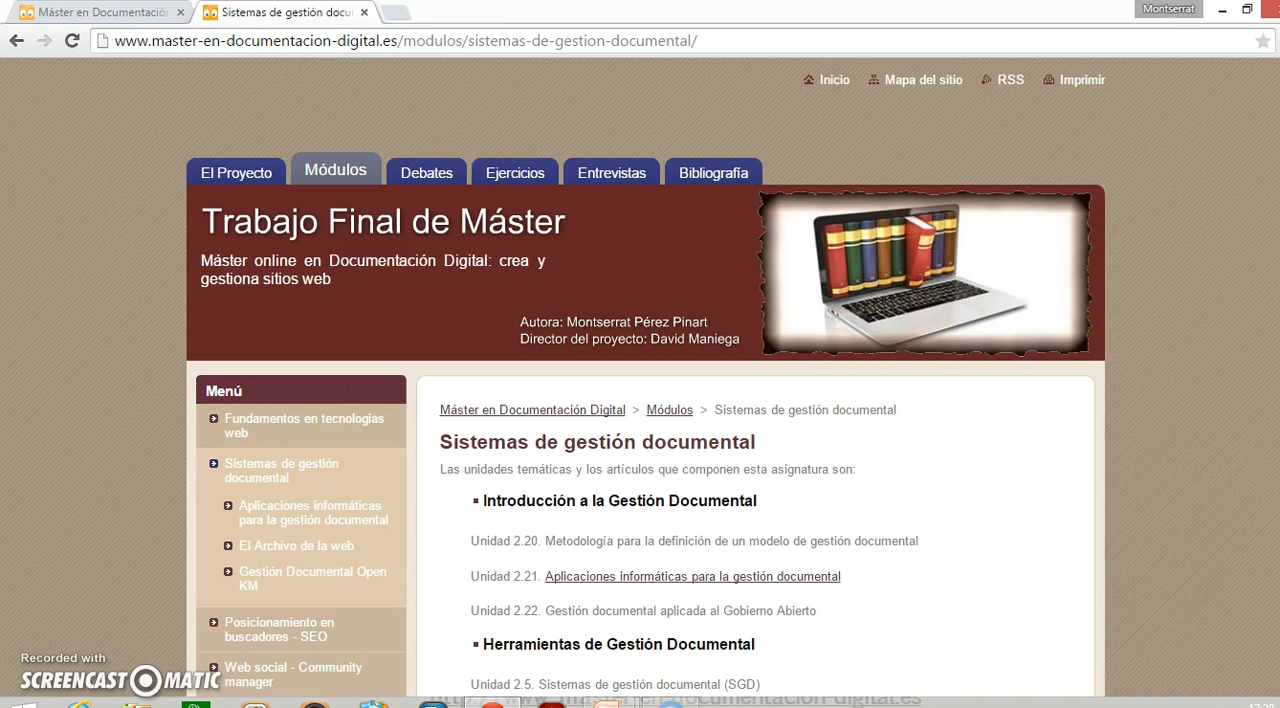 Máster en Documentación
Sistemas de gestión docu
Montserrat
www.master-en-documentacion-digital.es/modulos/sistemas-de-gestion-documental/
Inicio
Mapa del sitio
RSS
Imprimir
El Proyecto
Módulos
Debates
Ejercicios
Entrevistas
Bibliografía
Trabajo Final de Máster
Máster online en Documentación Digital: crea y
gestiona sitios web
Autora: Montserrat Pérez Pinart
Director del proyecto: David Maniega
Menú
Fundamentos en tecnologías
web
Sistemas de gestión
documental
Aplicaciones informáticas
para la gestión documental
El Archivo de la web
Gestión Documental Open
KM
Posicionamiento en
buscadores - SEO
Web social - Community
manager
Máster en Documentación Digital > Módulos > Sistemas de gestión documental
Sistemas de gestión documental
Las unidades temáticas y los artículos que componen esta asignatura son:
Introducción a la Gestión Documental
Unidad 2.20. Metodología para la definición de un modelo de gestión documental
Unidad 2.21. Aplicaciones informáticas para la gestión documental
Unidad 2.22. Gestión documental aplicada al Gobierno Abierto
Herramientas de Gestión Documental
Unidad 2.5. Sistemas de gestión documental (SGD)
Recorded with
SCREENCAST MATIC